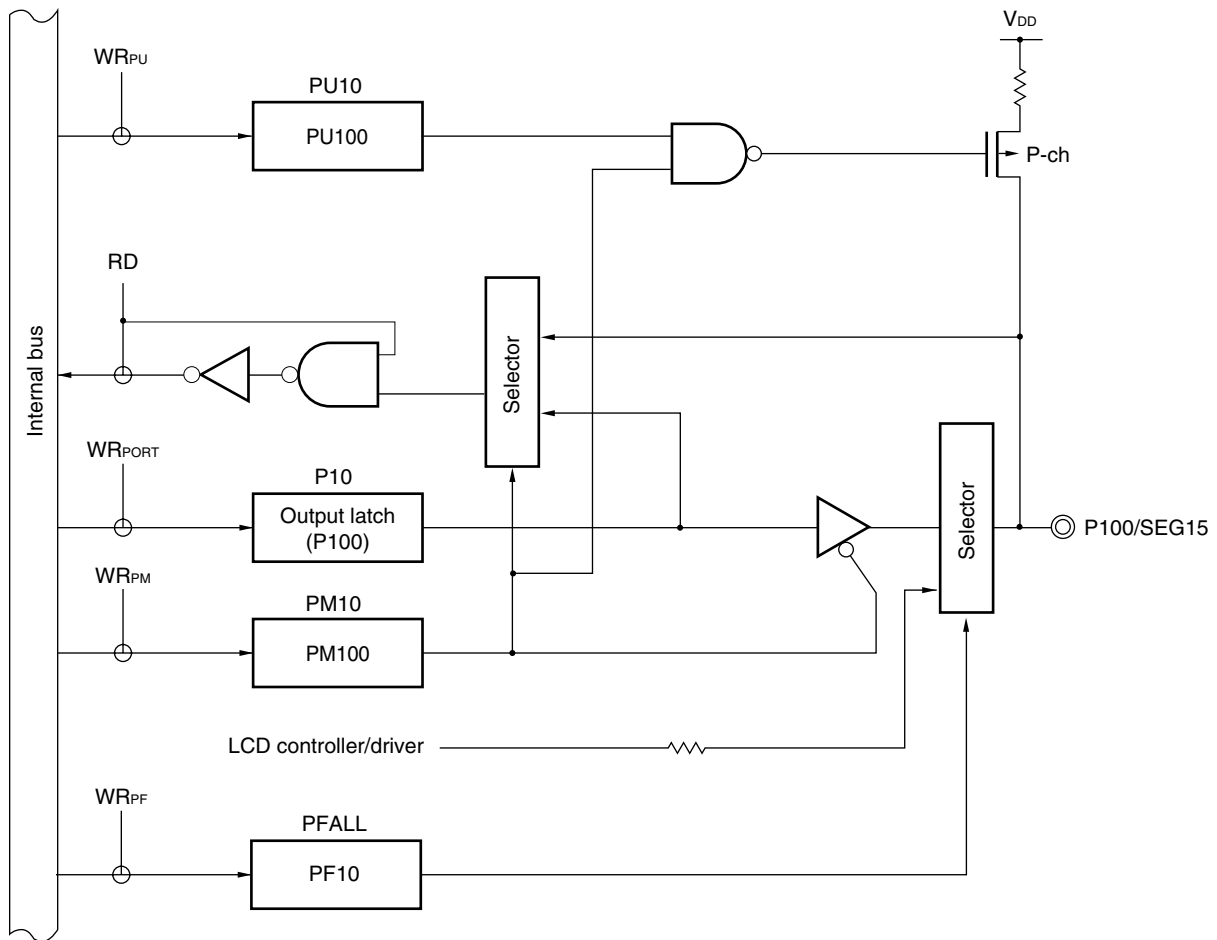 VDD
WRPU
PU10
PU100
P-ch
RD
Internal bus
Selector
WRPORT
P10
Output latch
(P100)
Selector
P100/SEG15
WRPM
PM10
PM100
LCD controller/driver
WRPF
PFALL
PF10